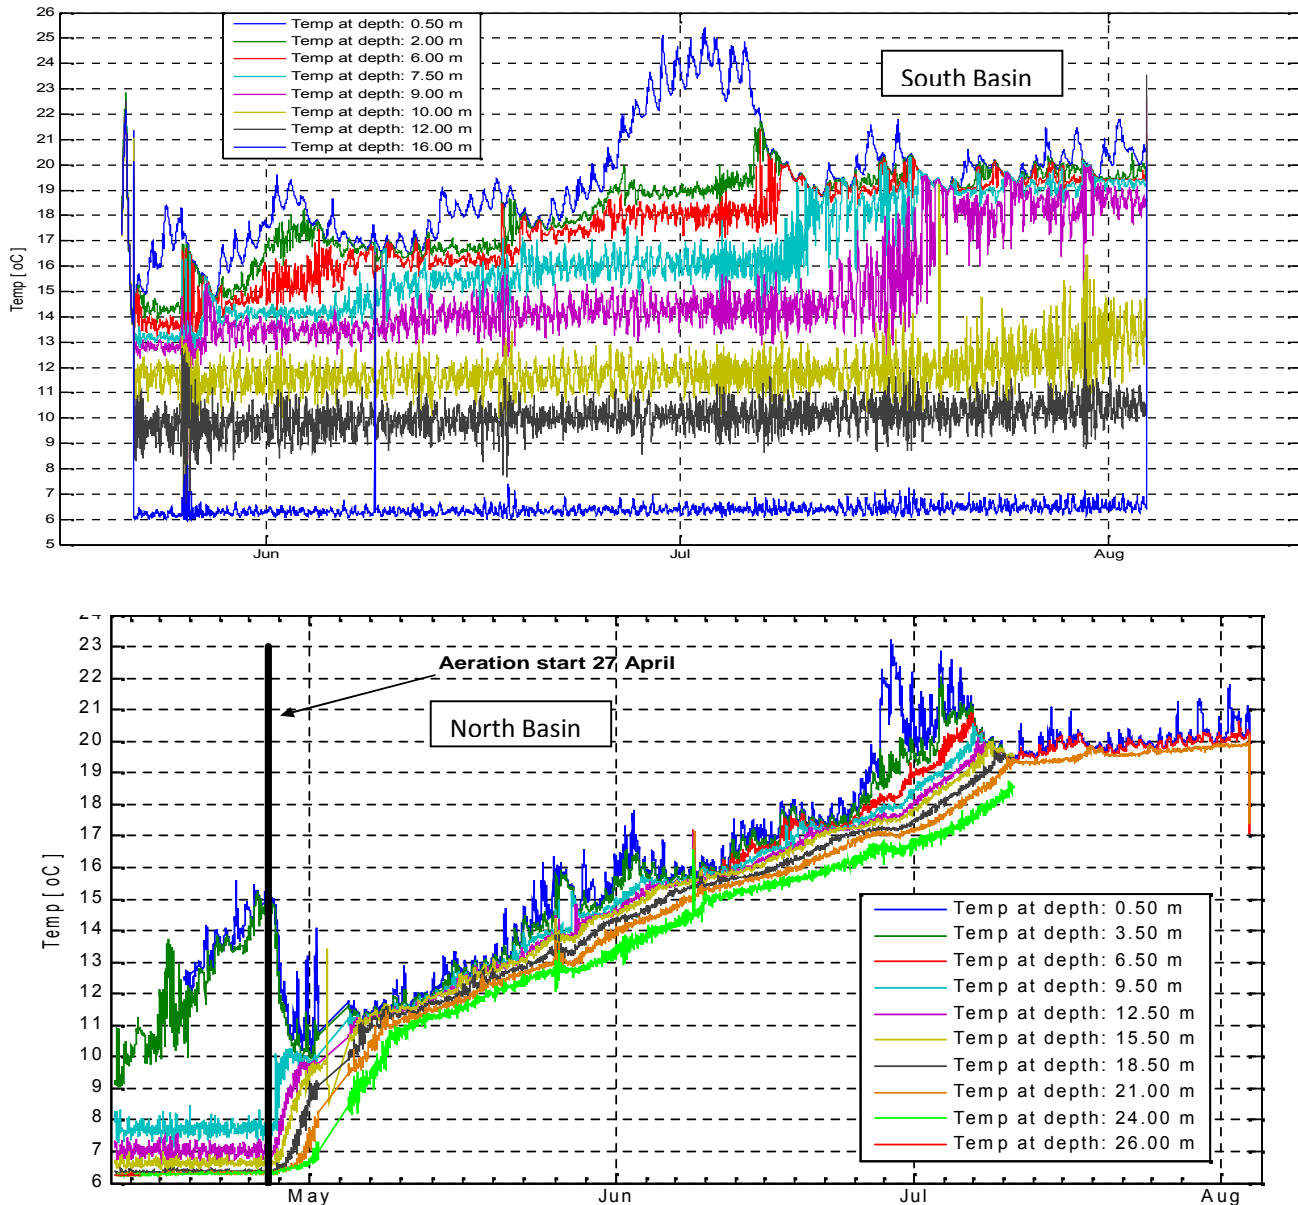 26
25
24
23
22
21
20
19
18
17
16
15
14
13
12
11
10
9
8
7
6
5
Temp [ oC ]
Temp at depth: 0.50 m
Temp at depth: 2.00 m
Temp at depth: 6.00 m
Temp at depth: 7.50 m
Temp at depth: 9.00 m
Temp at depth: 10.00 m
Temp at depth: 12.00 m
Temp at depth: 16.00 m
South Basin
Jun
Jul
Aug
24
23
22
21
20
19
18
17
16
15
14
13
12
11
10
9
8
7
6
Temp [ oC ]
Aeration start 27 April
North Basin
Temp at depth: 0.50 m
Temp at depth: 3.50 m
Temp at depth: 6.50 m
Temp at depth: 9.50 m
Temp at depth: 12.50 m
Temp at depth: 15.50 m
Temp at depth: 18.50 m
Temp at depth: 21.00 m
Temp at depth: 24.00 m
Temp at depth: 26.00 m
May
Jun
Jul
Aug